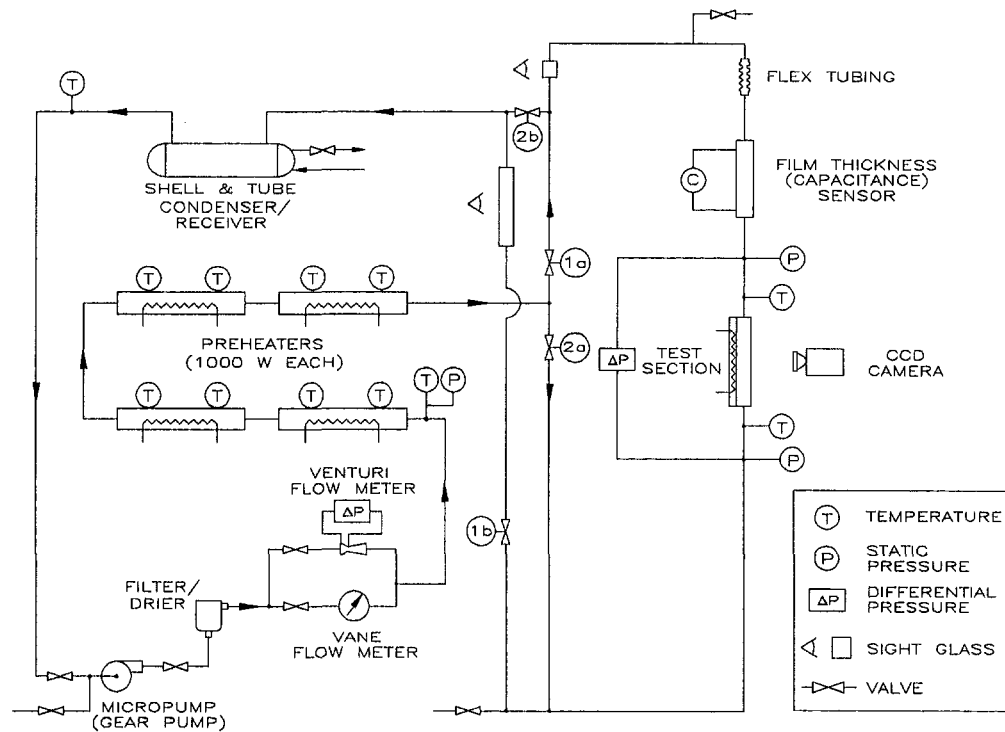 FLEX TUBING
T
2b
SHELL & TUBE
CONDENSER/
RECEIVER
C
FILM THICKNESS
(CAPACITANCE)
SENSOR
1a
P
T
T T T T
PREHEATERS
(1000 W EACH)
2a
ΔP
TEST
SECTION
CCD
CAMERA
T T T T
T P
T
P
VENTURI
FLOW METER
ΔP
1b
FILTER/
DRIER
VANE
FLOW METER
MICROPUMP
(GEAR PUMP)
T TEMPERATURE
P STATIC
PRESSURE
ΔP DIFFERENTIAL
PRESSURE
SIGHT GLASS
VALVE